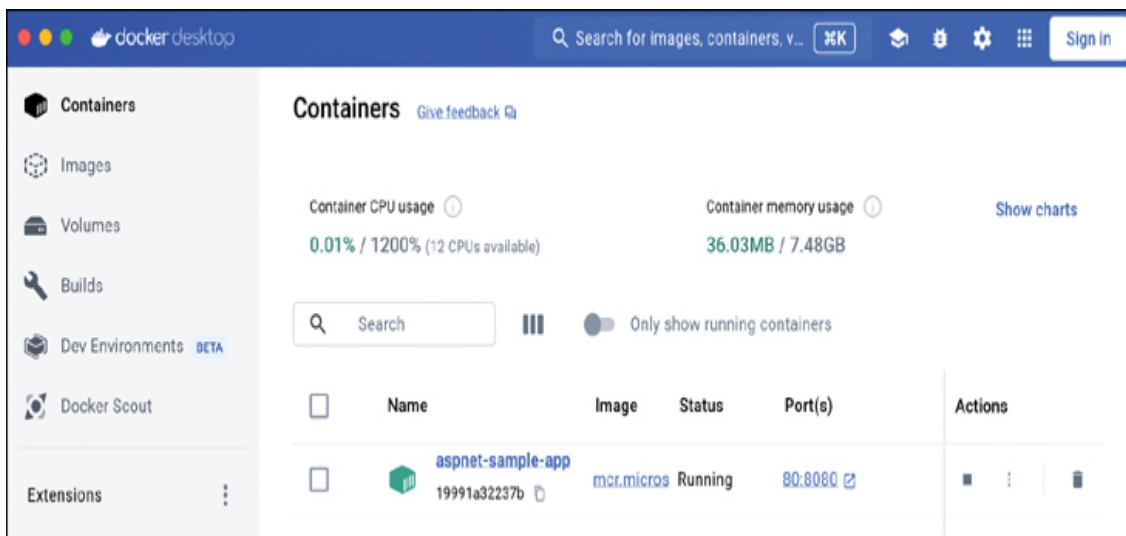 docker desktop
Search for images, containers, v... ⌘K
Sign in
Containers
Images
Volumes
Builds
Dev Environments BETA
Docker Scout
Extensions
Containers Give feedback
Container CPU usage
0.01% / 1200% (12 CPUs available)
Container memory usage
36.03MB / 7.48GB
Show charts
Search
Only show running containers
Name Image Status Port(s) Actions
aspnet-sample-app
19991a32237b
mcr.micros Running 80:8080